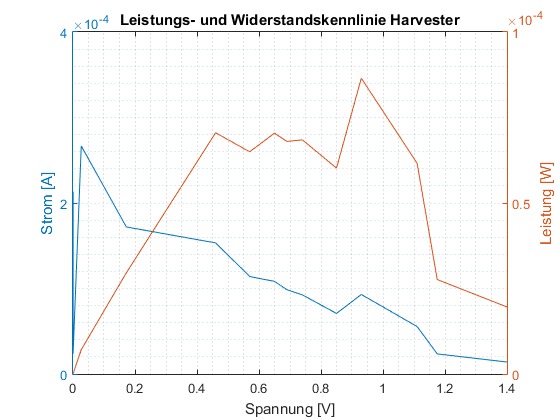 Leistungs- und Widerstandskennlinie Harvester
×10⁻⁴
×10⁻⁴
4
2
0
Strom [A]
1
0.5
0
Leistung [W]
0 0.2 0.4 0.6 0.8 1 1.2 1.4
Spannung [V]